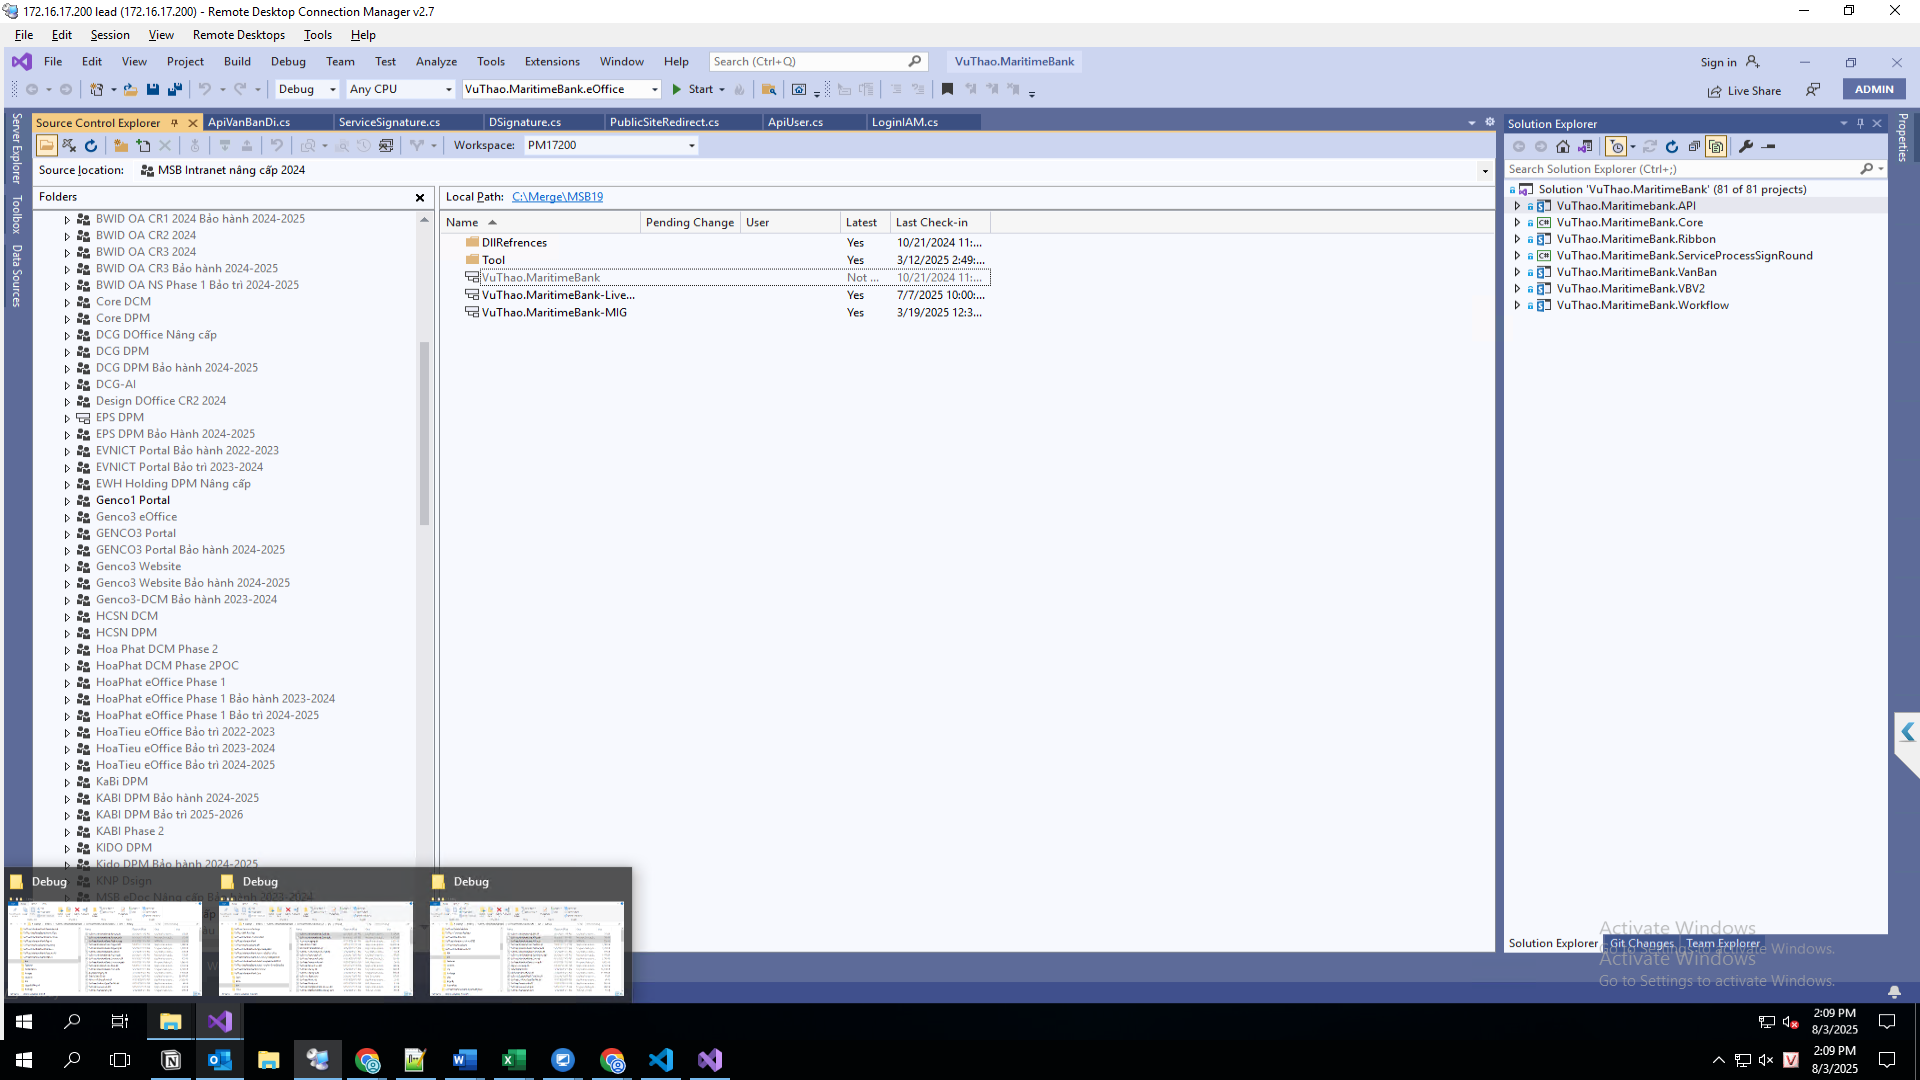 172.16.17.200 lead (172.16.17.200) - Remote Desktop Connection Manager v2.7
File Edit Session View Remote Desktops Tools Help
File Edit View Project Build Debug Team Test Analyze Tools Extensions Window Help Search (Ctrl+Q) VuThao.MaritimeBank Sign in
Debug Any CPU VuThao.MaritimeBank.eOffice Start Live Share ADMIN
Source Control Explorer ApiVanBanDi.cs ServiceSignature.cs DSignature.cs PublicSiteRedirect.cs ApiUser.cs LoginIAM.cs
Workspace: PM17200
Source location: MSB Intranet nâng cấp 2024
Server Explorer
Toolbox
Data Sources
Folders
BWID OA CR1 2024 Bảo hành 2024-2025
BWID OA CR2 2024
BWID OA CR3 2024
BWID OA CR3 Bảo hành 2024-2025
BWID OA NS Phase 1 Bảo trì 2024-2025
Core DCM
Core DPM
DCG DOffice Nâng cấp
DCG DPM
DCG DPM Bảo hành 2024-2025
DCG-AI
Design DOffice CR2 2024
EPS DPM
EPS DPM Bảo Hành 2024-2025
EVNICT Portal Bảo hành 2022-2023
EVNICT Portal Bảo trì 2023-2024
EWH Holding DPM Nâng cấp
Genco1 Portal
Genco3 eOffice
GENCO3 Portal
GENCO3 Portal Bảo hành 2024-2025
Genco3 Website
Genco3 Website Bảo hành 2024-2025
Genco3-DCM Bảo hành 2023-2024
HCSN DCM
HCSN DPM
Hoa Phat DCM Phase 2
HoaPhat DCM Phase 2POC
HoaPhat eOffice Phase 1
HoaPhat eOffice Phase 1 Bảo hành 2023-2024
HoaPhat eOffice Phase 1 Bảo trì 2024-2025
HoaTieu eOffice Bảo trì 2022-2023
HoaTieu eOffice Bảo trì 2023-2024
HoaTieu eOffice Bảo trì 2024-2025
KaBi DPM
KABI DPM Bảo hành 2024-2025
KABI DPM Bảo trì 2025-2026
KABI Phase 2
KIDO DPM
Kido DPM Bảo hành 2024-2025
KNP Dsign
MSB eDoc Nâng cấp Bảo hành 2023-2024
Local Path: C:\Merge\MSB19
Name Pending Change User Latest Last Check-in
DllRefrences Yes 10/21/2024 11:...
Tool Yes 3/12/2025 2:49:...
VuThao.MaritimeBank Not ... 10/21/2024 11:...
VuThao.MaritimeBank-Live... Yes 7/7/2025 10:00:...
VuThao.MaritimeBank-MIG Yes 3/19/2025 12:3...
Solution Explorer
Search Solution Explorer (Ctrl+;)
Solution 'VuThao.MaritimeBank' (81 of 81 projects)
VuThao.Maritimebank.API
VuThao.MaritimeBank.Core
VuThao.MaritimeBank.Ribbon
VuThao.MaritimeBank.ServiceProcessSignRound
VuThao.MaritimeBank.VanBan
VuThao.MaritimeBank.VBV2
VuThao.MaritimeBank.Workflow
Properties
Debug Debug Debug
Activate Windows
Solution Explorer Git Changes Team Explorer
Go to Settings to activate Windows.
Activate Windows
Go to Settings to activate Windows.
2:09 PM
8/3/2025
2:09 PM
8/3/2025